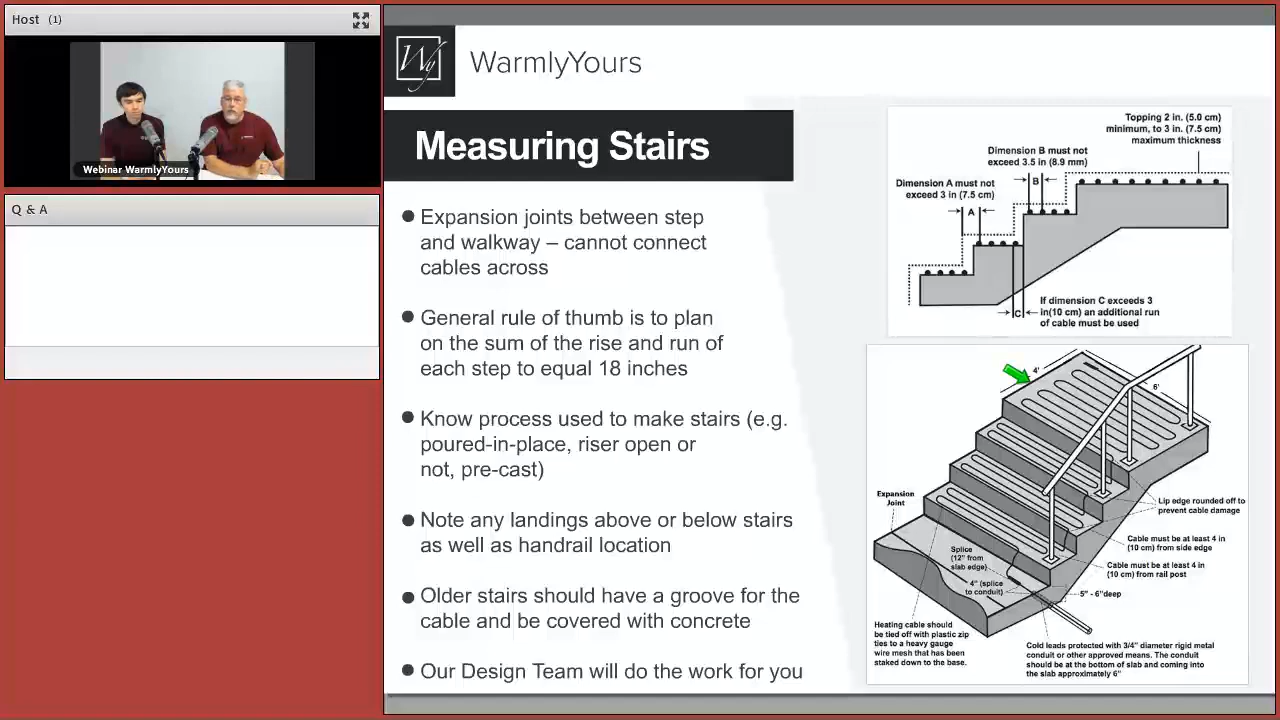 Host (1)
Webinar WarmlyYours
Q & A
Wy
WarmlyYours
Measuring Stairs
Expansion joints between step
and walkway – cannot connect
cables across
General rule of thumb is to plan
on the sum of the rise and run of
each step to equal 18 inches
Know process used to make stairs (e.g.
poured-in-place, riser open or
not, pre-cast)
Note any landings above or below stairs
as well as handrail location
Older stairs should have a groove for the
cable and be covered with concrete
Our Design Team will do the work for you
Topping 2 in. (5.0 cm)
minimum, to 3 in. (7.5 cm)
maximum thickness
Dimension B must not
exceed 3.5 in (8.9 mm)
B
Dimension A must not
exceed 3 in (7.5 cm)
A
C
If dimension C exceeds 3
in(10 cm) an additional run
of cable must be used
4'
6'
Expansion
Joint
Lip edge rounded off to
prevent cable damage
Cable must be at least 4 in
(10 cm) from side edge
Cable must be at least 4 in
(10 cm) from rail post
Splice
(12" from
slab edge)
4" (splice
to conduit)
5" - 6"deep
Heating cable should
be tied off with plastic zip
ties to a heavy gauge
wire mesh that has been
staked down to the base.
Cold leads protected with 3/4" diameter rigid metal
conduit or other approved means. The conduit
should be at the bottom of slab and coming into
the slab approximately 6"